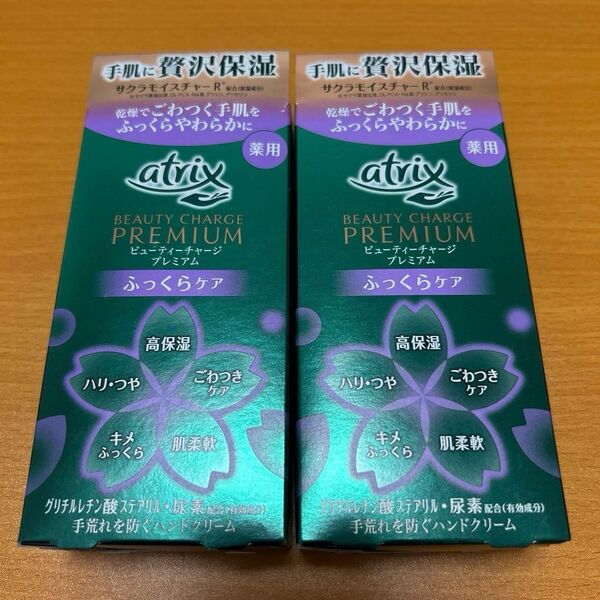 手肌に贅沢保湿
サクラモイスチャーR* 配合(保湿成分)
乾燥でごわつく手肌を
ふっくらやわらかに
薬用
atrix
BEAUTY CHARGE
PREMIUM
ビューティーチャージ
プレミアム
ふっくらケア
高保湿
ハリ・つや
ごわつき
ケア
キメ
ふっくら
肌柔軟
グリチルレチン酸ステアリル・尿素配合(有効成分)
手荒れを防ぐハンドクリーム
手肌に贅沢保湿
サクラモイスチャーR* 配合(保湿成分)
乾燥でごわつく手肌を
ふっくらやわらかに
薬用
atrix
BEAUTY CHARGE
PREMIUM
ビューティーチャージ
プレミアム
ふっくらケア
高保湿
ハリ・つや
ごわつき
ケア
キメ
ふっくら
肌柔軟
グリチルレチン酸ステアリル・尿素配合(有効成分)
手荒れを防ぐハンドクリーム